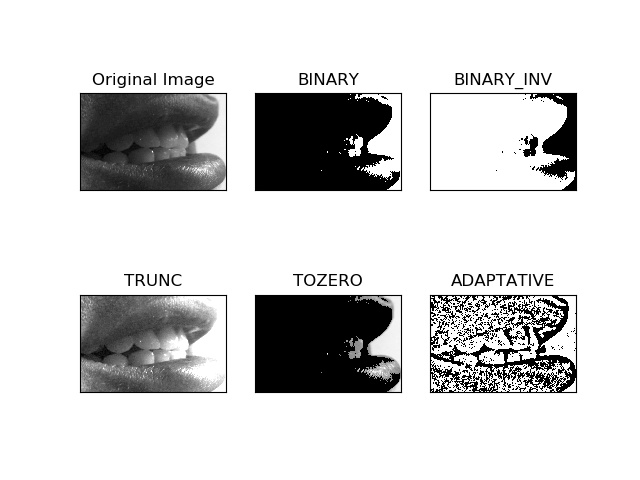 Original Image
BINARY
BINARY_INV
TRUNC
TOZERO
ADAPTATIVE